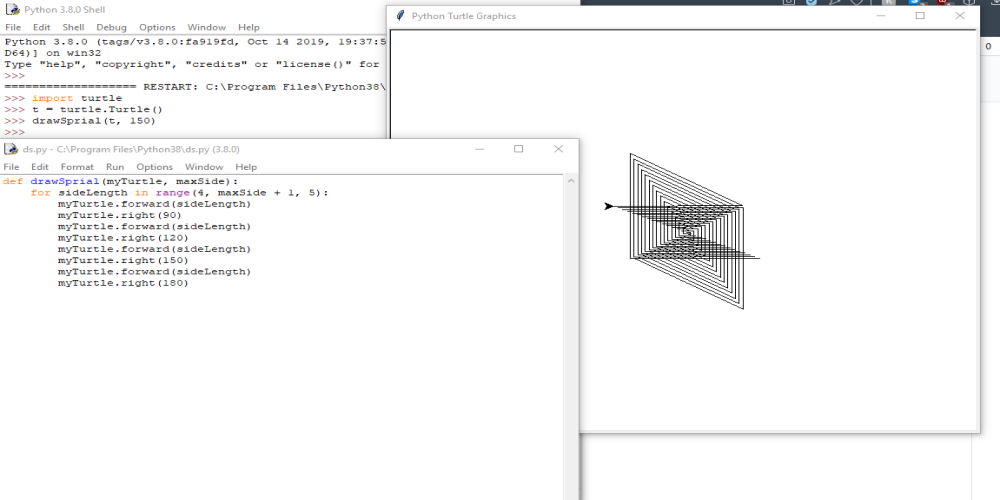 Python 3.8.0 Shell
File Edit Shell Debug Options Window Help
Python 3.8.0 (tags/v3.8.0:fa919fd, Oct 14 2019, 19:37:5
D64)] on win32
Type "help", "copyright", "credits" or "license()" for
>>>
=================== RESTART: C:\Program Files\Python38\
>>> import turtle
>>> t = turtle.Turtle()
>>> drawSprial(t, 150)
>>>
Python Turtle Graphics
0
ds.py - C:\Program Files\Python38\ds.py (3.8.0)
File Edit Format Run Options Window Help
def drawSprial(myTurtle, maxSide):
    for sideLength in range(4, maxSide + 1, 5):
        myTurtle.forward(sideLength)
        myTurtle.right(90)
        myTurtle.forward(sideLength)
        myTurtle.right(120)
        myTurtle.forward(sideLength)
        myTurtle.right(150)
        myTurtle.forward(sideLength)
        myTurtle.right(180)